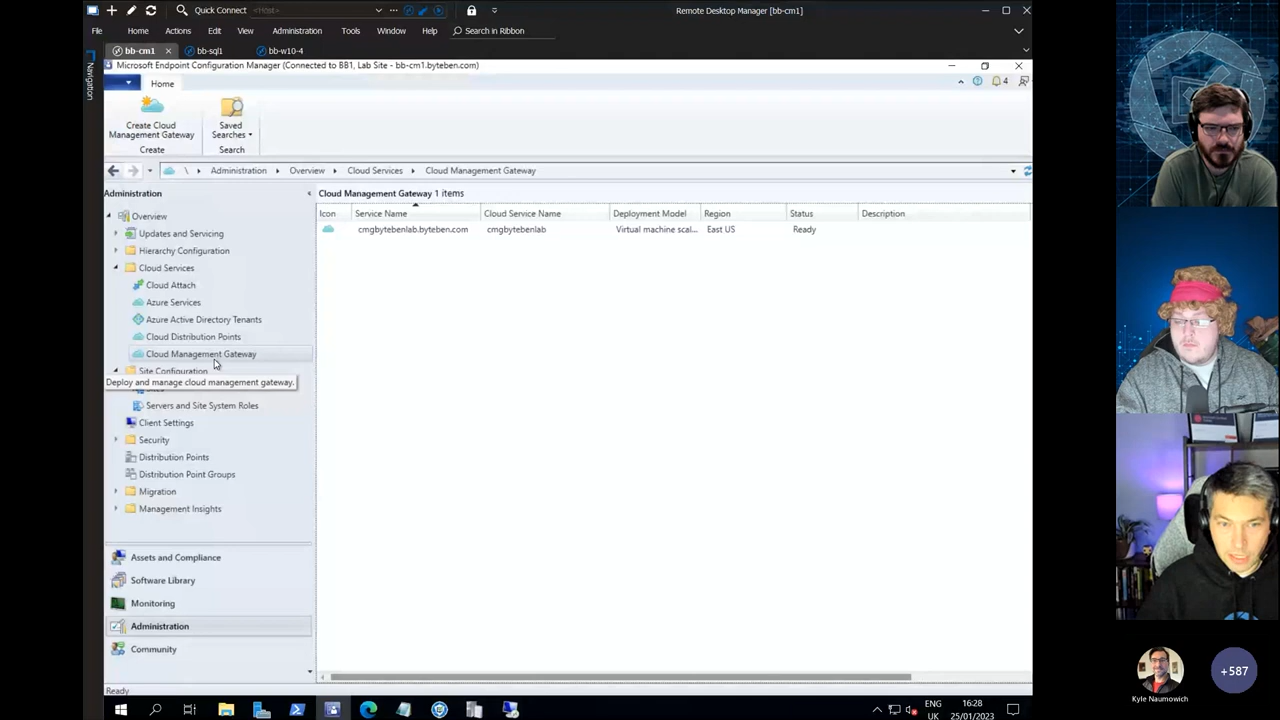 Quick Connect <Host> Remote Desktop Manager [bb-cm1]
File Home Actions Edit View Administration Tools Window Help Search in Ribbon
bb-cm1 bb-sql1 bb-w10-4
Navigation
Microsoft Endpoint Configuration Manager (Connected to BB1, Lab Site - bb-cm1.byteben.com)
Home
4
Create Cloud
Management Gateway
Saved
Searches
Create Search
\ Administration Overview Cloud Services Cloud Management Gateway
Administration
Overview
Updates and Servicing
Hierarchy Configuration
Cloud Services
Cloud Attach
Azure Services
Azure Active Directory Tenants
Cloud Distribution Points
Cloud Management Gateway
Site Configuration
Deploy and manage cloud management gateway.
Servers and Site System Roles
Client Settings
Security
Distribution Points
Distribution Point Groups
Migration
Management Insights
Assets and Compliance
Software Library
Monitoring
Administration
Community
Cloud Management Gateway 1 items
Icon Service Name Cloud Service Name Deployment Model Region Status Description
cmgbytebenlab.byteben.com cmgbytebenlab Virtual machine scal... East US Ready
Ready
ENG
UK
16:28
25/01/2023
Kyle Naumowich
+587